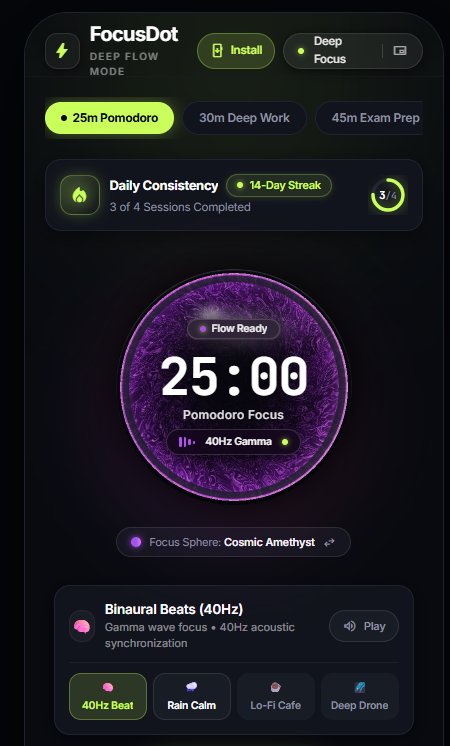 FocusDot
DEEP FLOW
MODE
Install
Deep
Focus
25m Pomodoro
30m Deep Work
45m Exam Prep
Daily Consistency
14-Day Streak
3 of 4 Sessions Completed
3/4
Flow Ready
25:00
Pomodoro Focus
40Hz Gamma
Focus Sphere: Cosmic Amethyst
Binaural Beats (40Hz)
Gamma wave focus • 40Hz acoustic
synchronization
Play
40Hz Beat
Rain Calm
Lo-Fi Cafe
Deep Drone